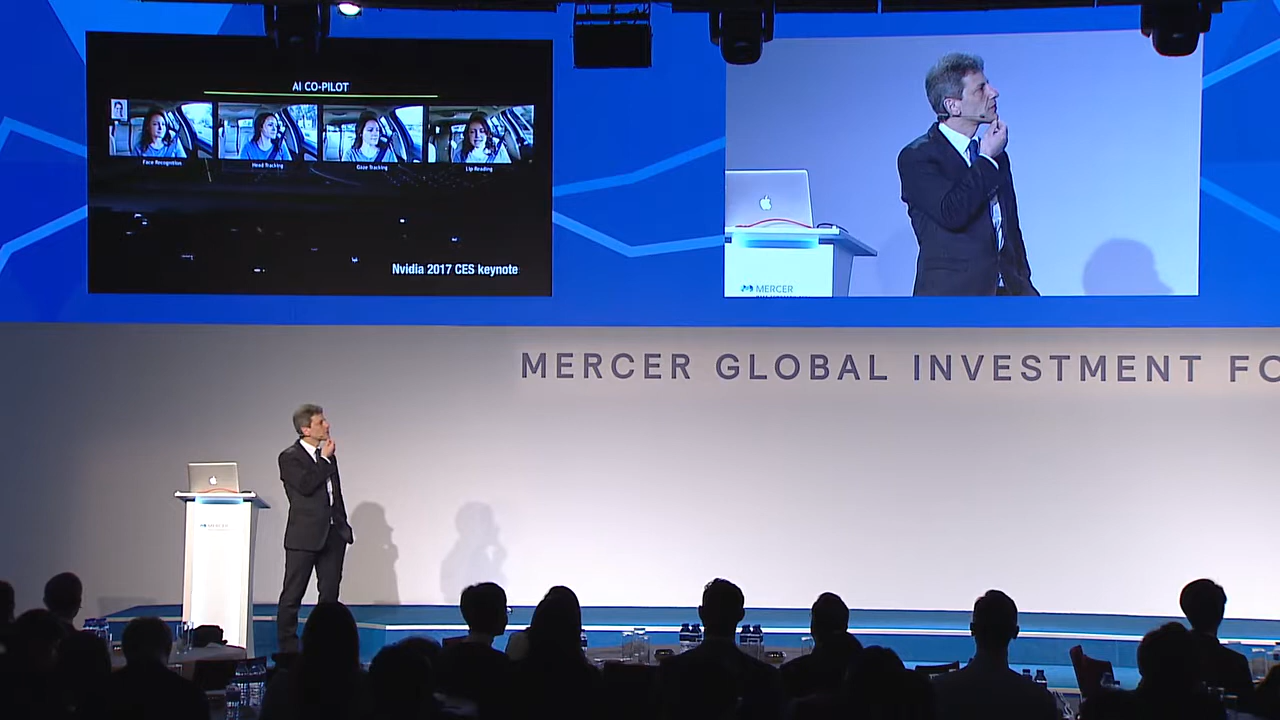 AI CO-PILOT
Face Recognition
Head Tracking
Gaze Tracking
Lip Reading
Nvidia 2017 CES keynote
MERCER
MERCER GLOBAL INVESTMENT FO
MERCER